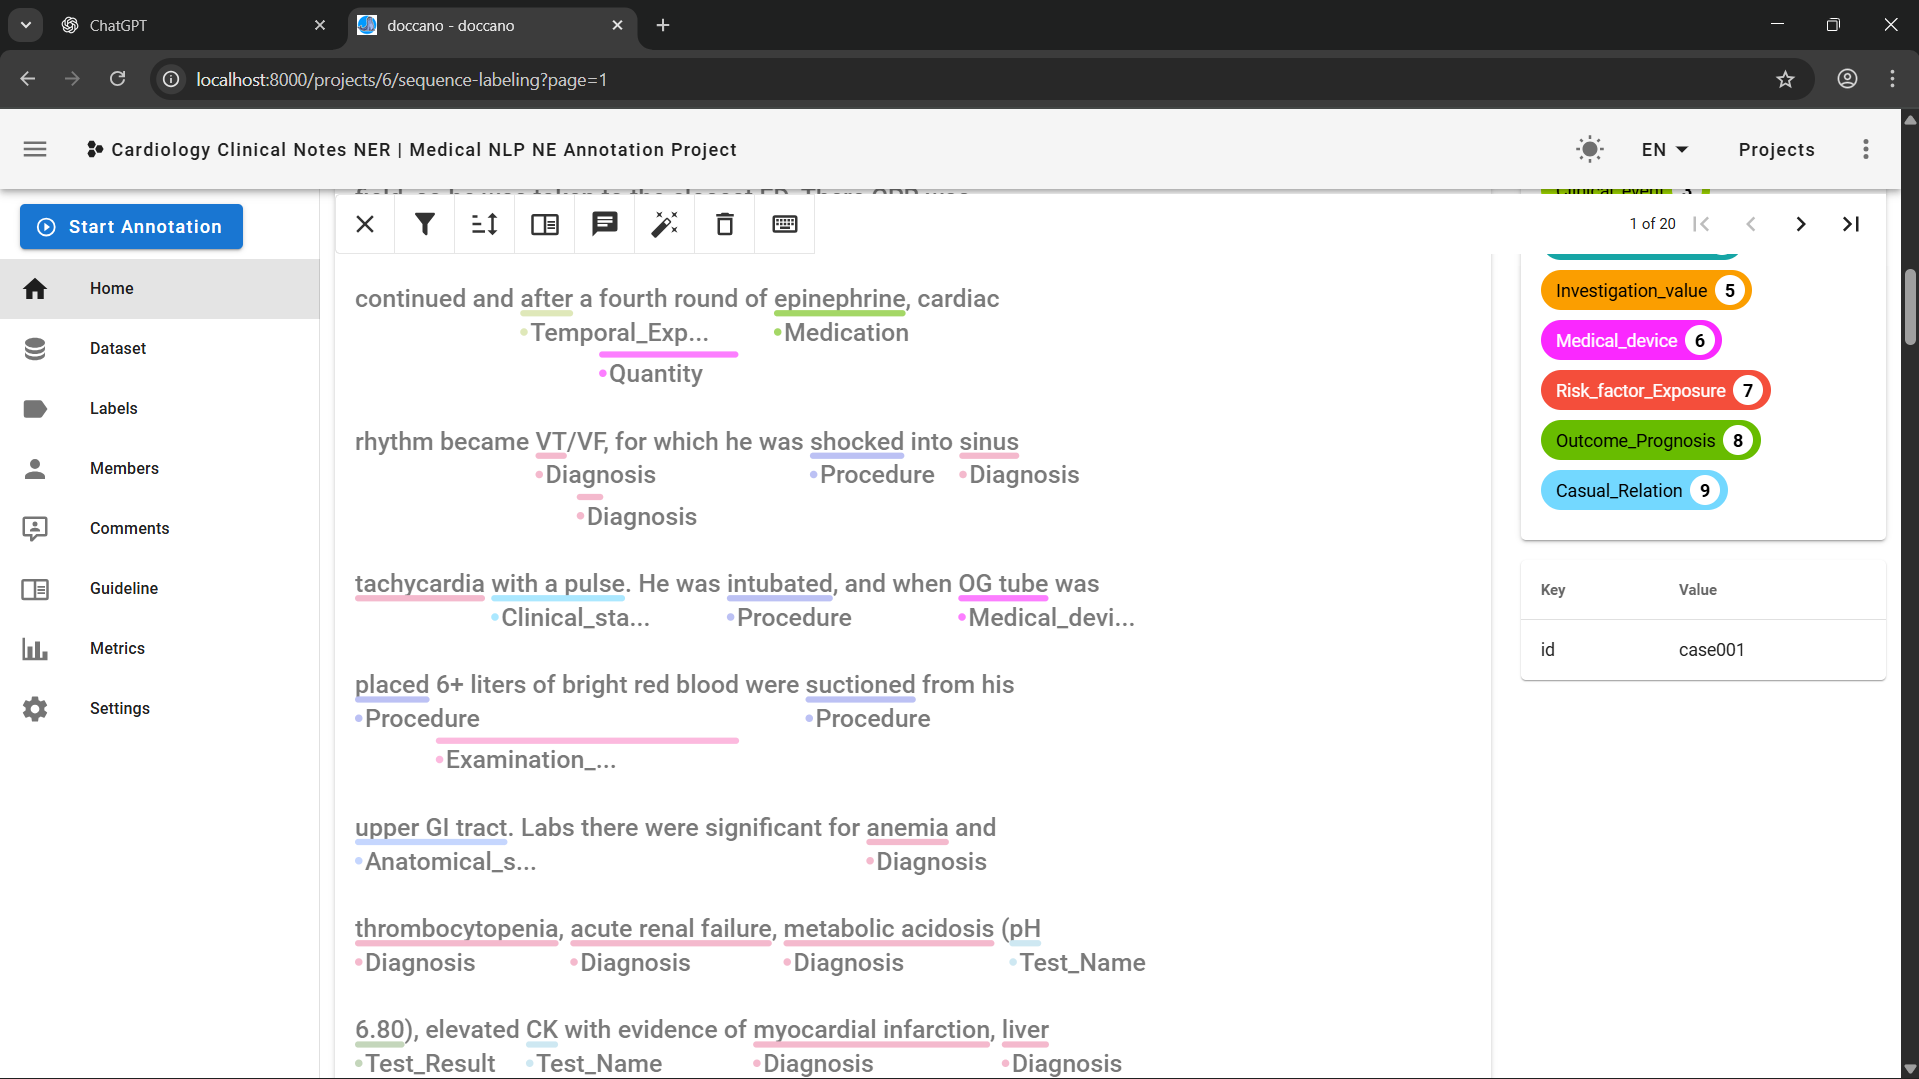 ChatGPT
doccano - doccano
localhost:8000/projects/6/sequence-labeling?page=1
Cardiology Clinical Notes NER | Medical NLP NE Annotation Project
EN
Projects
Start Annotation
Home
Dataset
Labels
Members
Comments
Guideline
Metrics
Settings
1 of 20
continued and after a fourth round of epinephrine, cardiac
Temporal_Exp... Medication
Quantity
rhythm became VT/VF, for which he was shocked into sinus
Diagnosis Procedure Diagnosis
Diagnosis
tachycardia with a pulse. He was intubated, and when OG tube was
Clinical_sta... Procedure Medical_devi...
placed 6+ liters of bright red blood were suctioned from his
Procedure Procedure
Examination_...
upper GI tract. Labs there were significant for anemia and
Anatomical_s... Diagnosis
thrombocytopenia, acute renal failure, metabolic acidosis (pH
Diagnosis Diagnosis Diagnosis Test_Name
6.80), elevated CK with evidence of myocardial infarction, liver
Test_Result Test_Name Diagnosis Diagnosis
Investigation_value 5
Medical_device 6
Risk_factor_Exposure 7
Outcome_Prognosis 8
Casual_Relation 9
Key Value
id case001